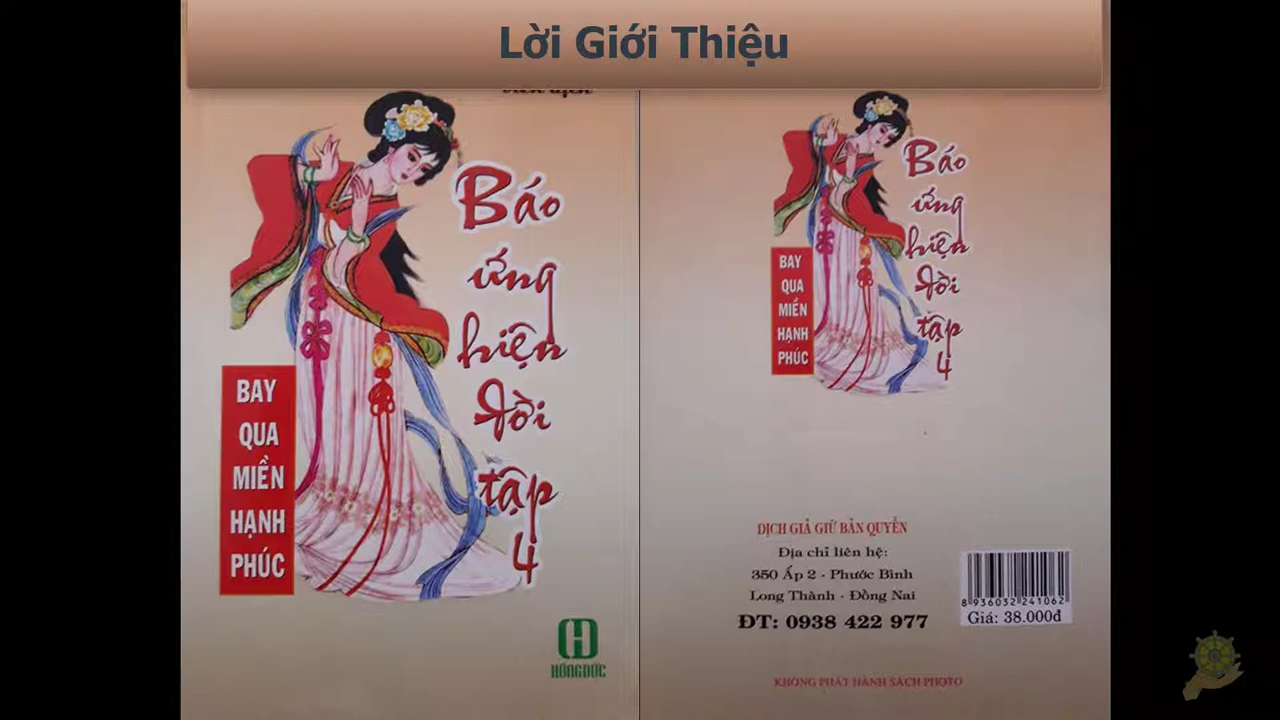 Lời Giới Thiệu
Báo
ứng
hiện
đời
tập
4
BAY
QUA
MIỀN
HẠNH
PHÚC
HỒNG ĐỨC
Báo
ứng
hiện
đời
tập
4
BAY
QUA
MIỀN
HẠNH
PHÚC
DỊCH GIẢ GIỮ BẢN QUYỀN
Địa chỉ liên hệ:
350 Ấp 2 - Phước Bình
Long Thành - Đồng Nai
ĐT: 0938 422 977
8 936032 241062
Giá: 38.000đ
KHÔNG PHÁT HÀNH SÁCH PHOTO